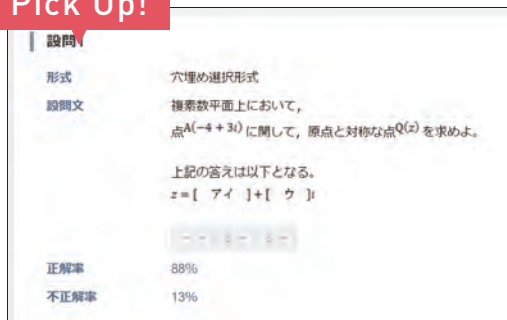 Pick Up!
設問1
形式 穴埋め選択形式
設問文 複素数平面上において,
点A(−4 + 3i) に関して，原点と対称な点Q(z) を求めよ。
上記の答えは以下となる。
z = [ アイ ]+[ ウ ]i
正解率 88%
不正解率 13%